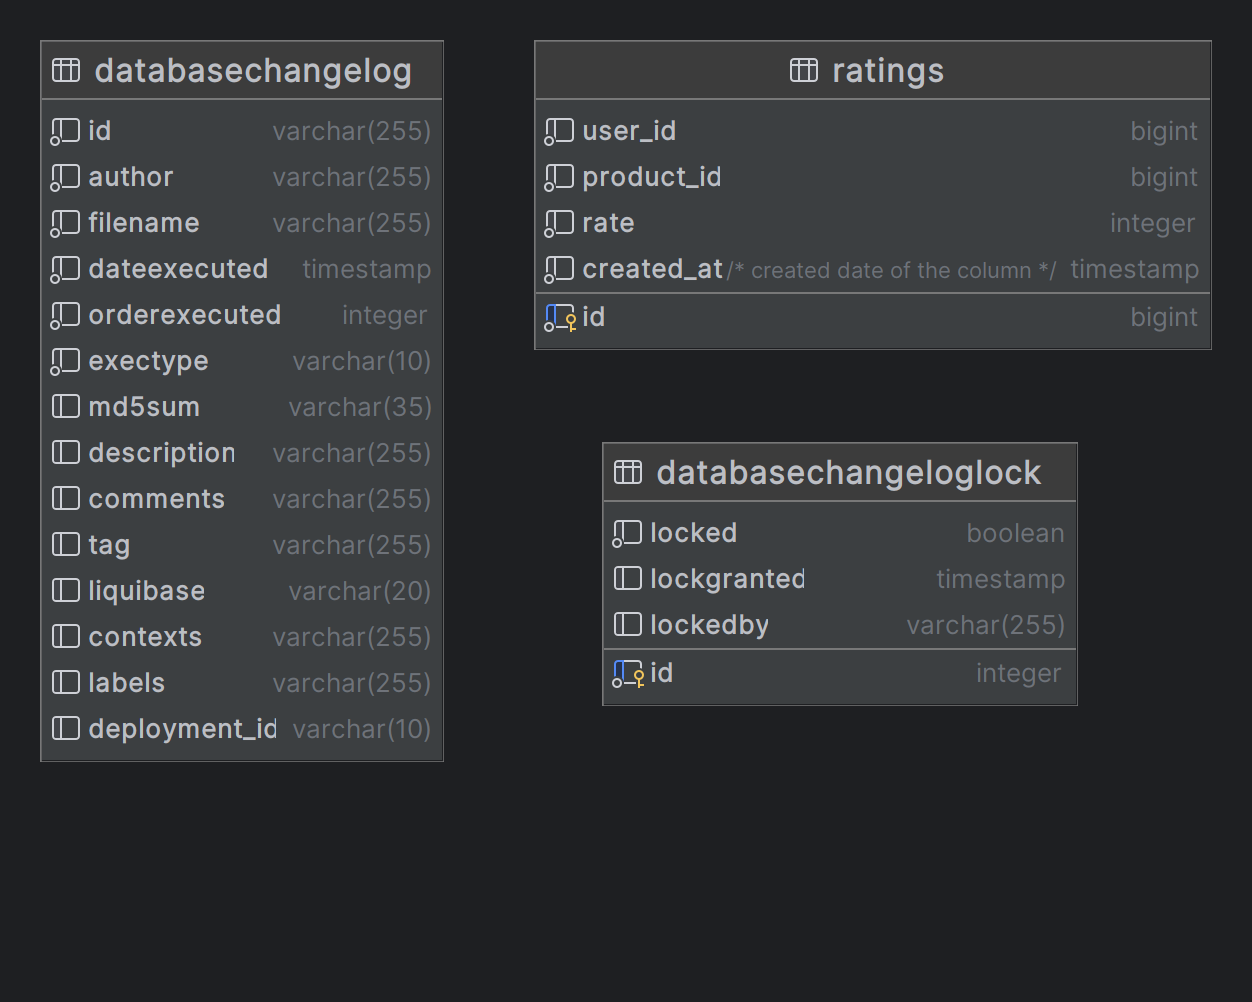 databasechangelog
id varchar(255)
author varchar(255)
filename varchar(255)
dateexecuted timestamp
orderexecuted integer
exectype varchar(10)
md5sum varchar(35)
description varchar(255)
comments varchar(255)
tag varchar(255)
liquibase varchar(20)
contexts varchar(255)
labels varchar(255)
deployment_id varchar(10)
ratings
user_id bigint
product_id bigint
rate integer
created_at /* created date of the column */ timestamp
id bigint
databasechangeloglock
locked boolean
lockgranted timestamp
lockedby varchar(255)
id integer